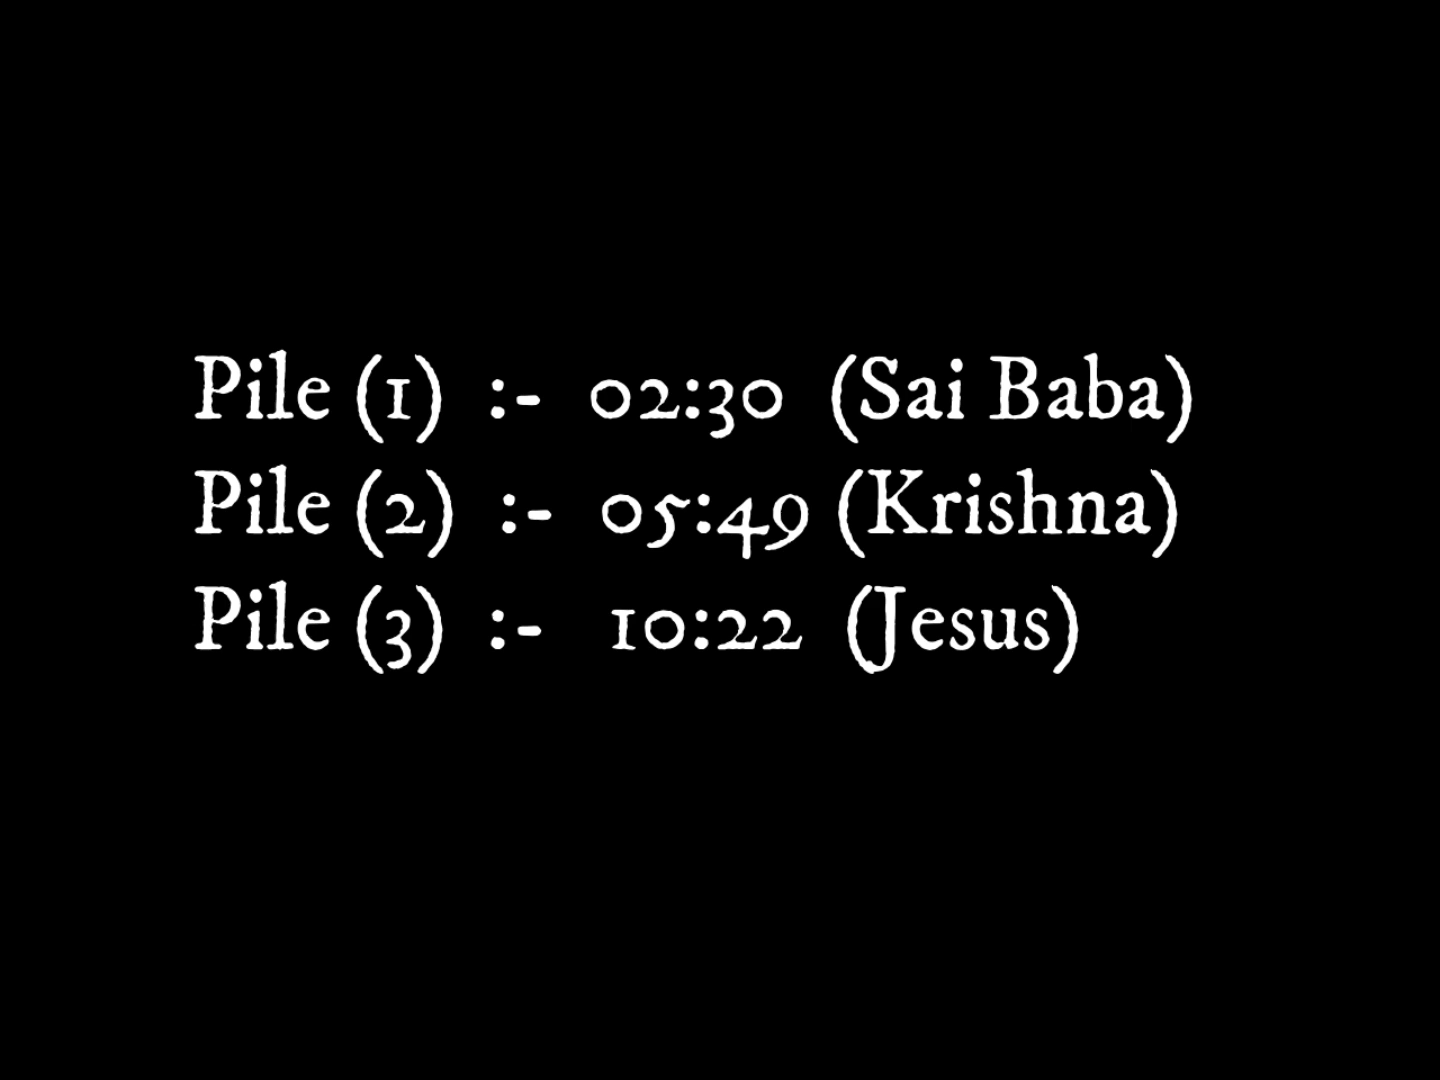 Pile (1) :- 02:30 (Sai Baba)
Pile (2) :- 05:49 (Krishna)
Pile (3) :- 10:22 (Jesus)